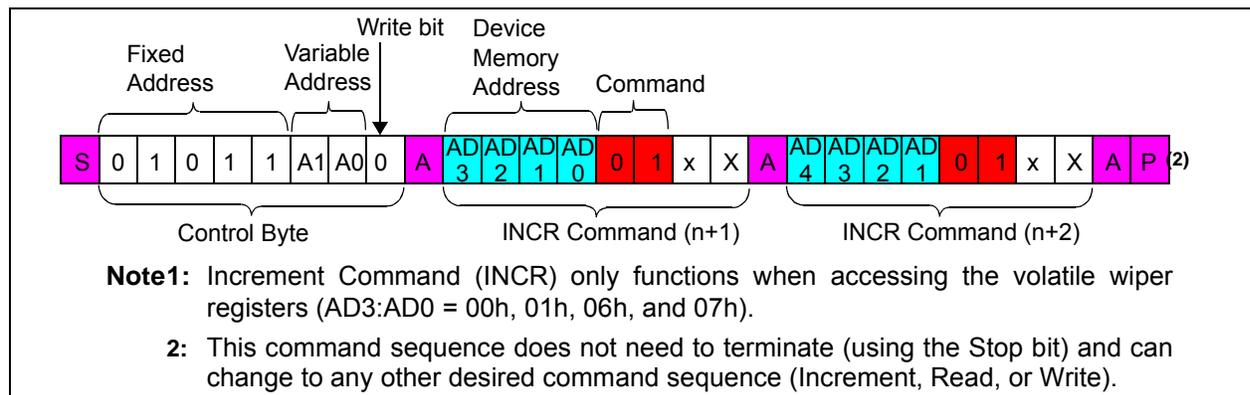 Write bit
Device
Memory
Address
Fixed
Address
Variable
Address
Command
S 0 1 0 1 1 A1 A0 0 A AD3 AD2 AD1 AD0 0 1 x X A AD4 AD3 AD2 AD1 0 1 x X A P (2)
Control Byte INCR Command (n+1) INCR Command (n+2)
Note1: Increment Command (INCR) only functions when accessing the volatile wiper
registers (AD3:AD0 = 00h, 01h, 06h, and 07h).
2: This command sequence does not need to terminate (using the Stop bit) and can
change to any other desired command sequence (Increment, Read, or Write).